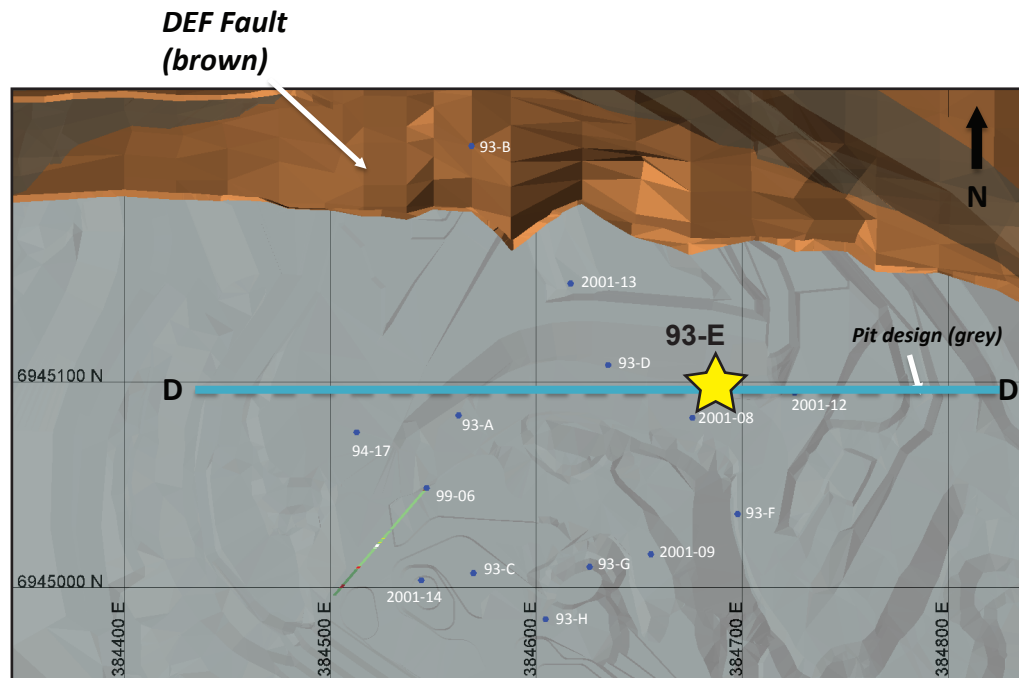 DEF Fault
(brown)
93-B
N
2001-13
93-E
Pit design (grey)
93-D
6945100 N
D
D
2001-12
93-A
2001-08
94-17
99-06
93-F
2001-09
93-C
93-G
6945000 N
2001-14
93-H
384400 E
384500 E
384600 E
384700 E
384800 E